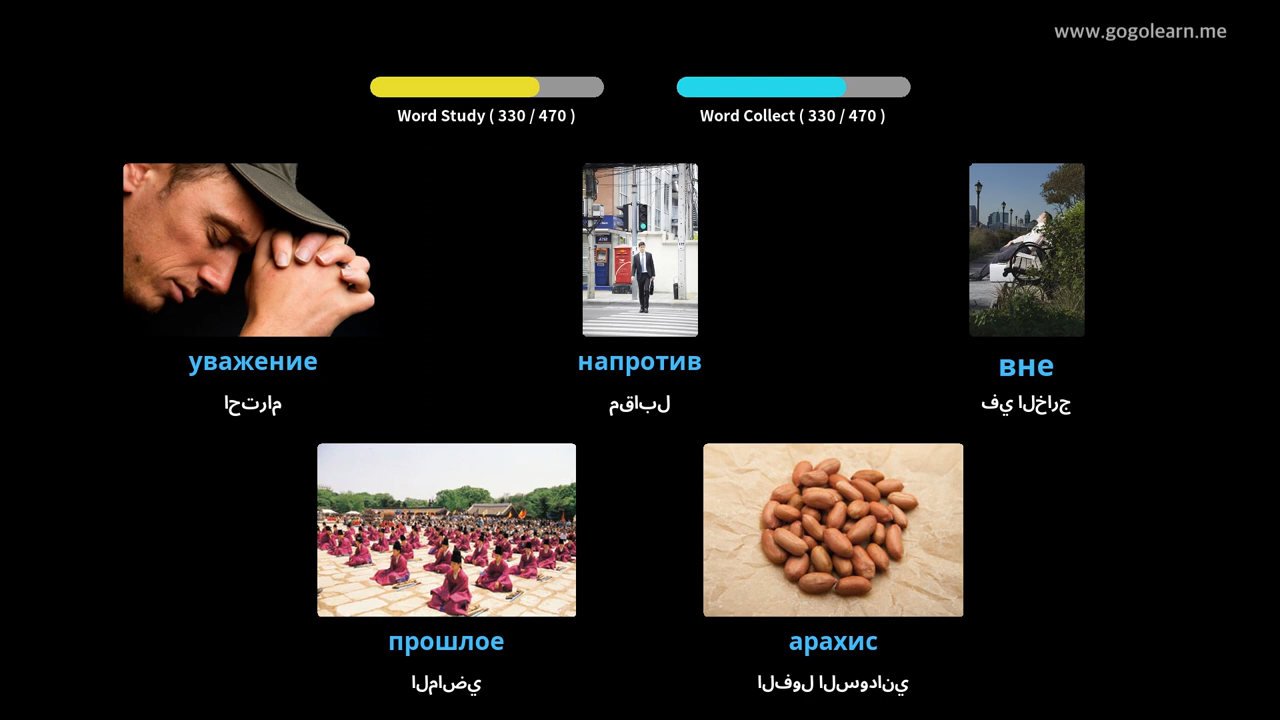 www.gogolearn.me
Word Study ( 330 / 470 )
Word Collect ( 330 / 470 )
уважение
напротив
вне
احترام
مقابل
في الخارج
прошлое
арахис
الماضي
الفول السوداني